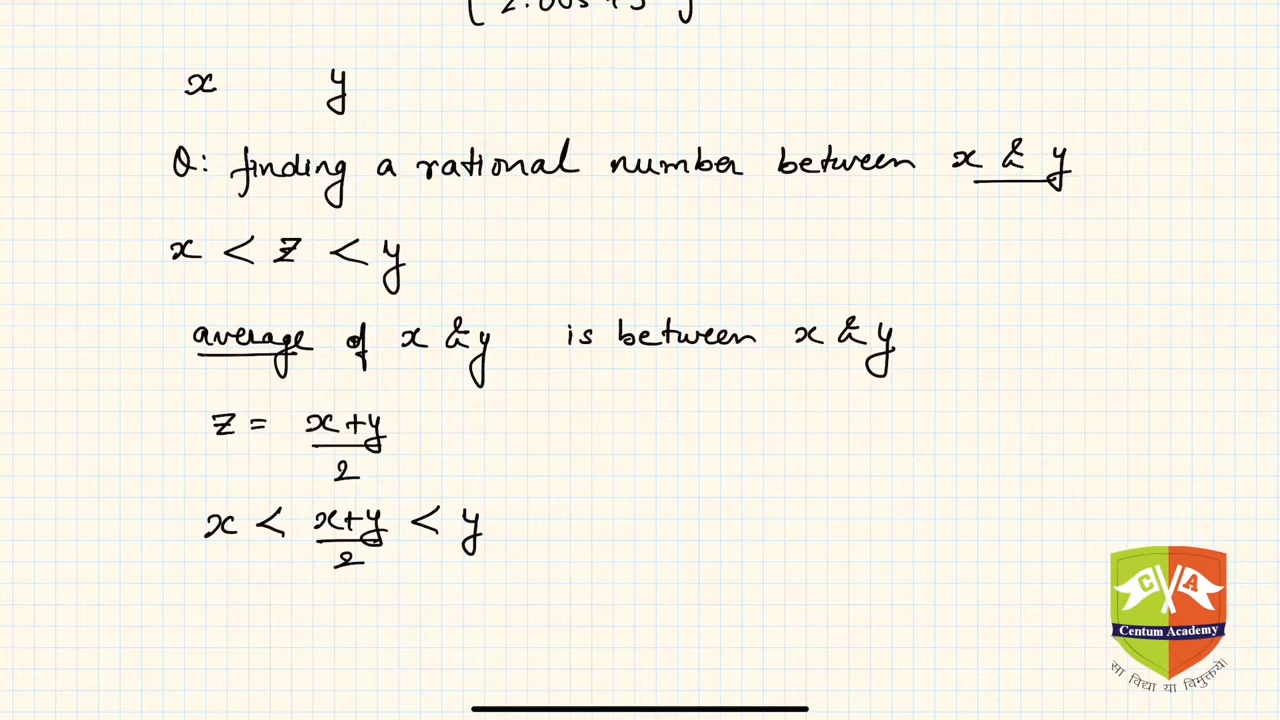 x y
Q: finding a rational number between x & y
x < z < y
average of x & y is between x & y
z = x+y
2
x < x+y < y
2
C A
Centum Academy
सा विद्या या विमुक्तये।